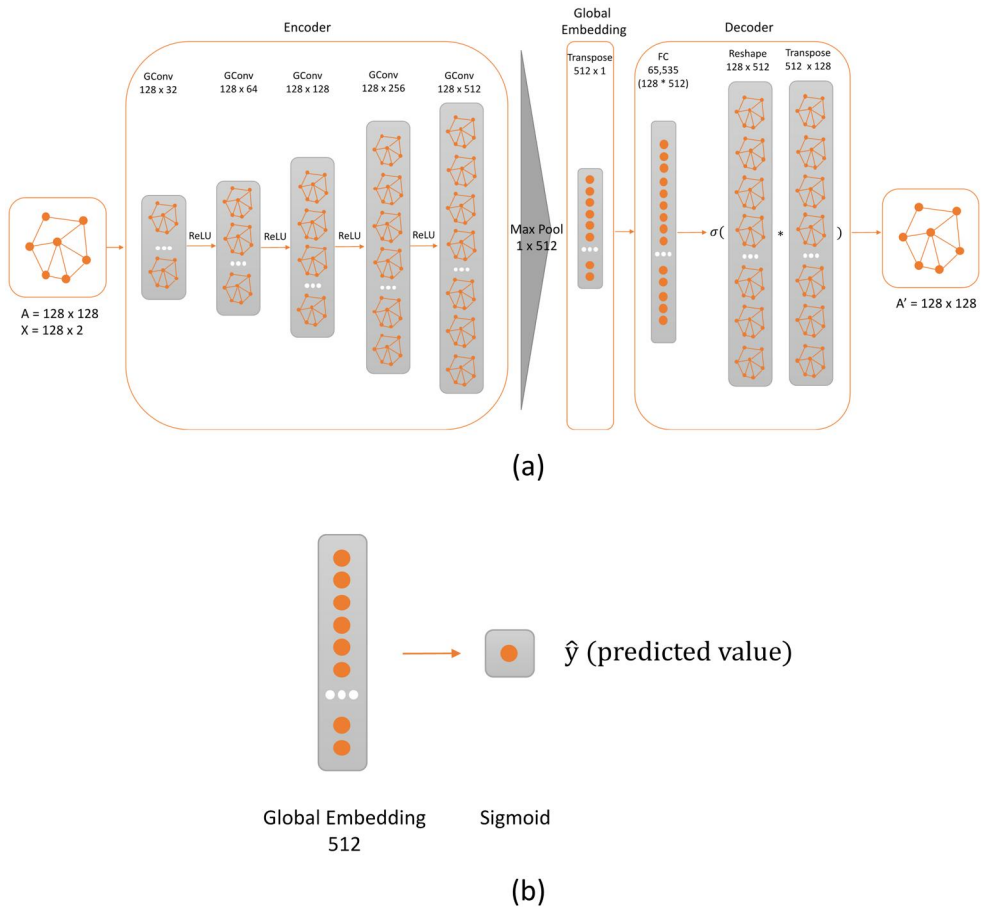 Encoder
Global
Embedding
Decoder
GConv
128 x 32
GConv
128 x 64
GConv
128 x 128
GConv
128 x 256
GConv
128 x 512
Transpose
512 x 1
FC
65,535
(128 * 512)
Reshape
128 x 512
Transpose
512 x 128
ReLU
ReLU
ReLU
ReLU
Max Pool
1 x 512
σ(
*
)
A = 128 x 128
X = 128 x 2
A' = 128 x 128
(a)
ŷ (predicted value)
Global Embedding
512
Sigmoid
(b)